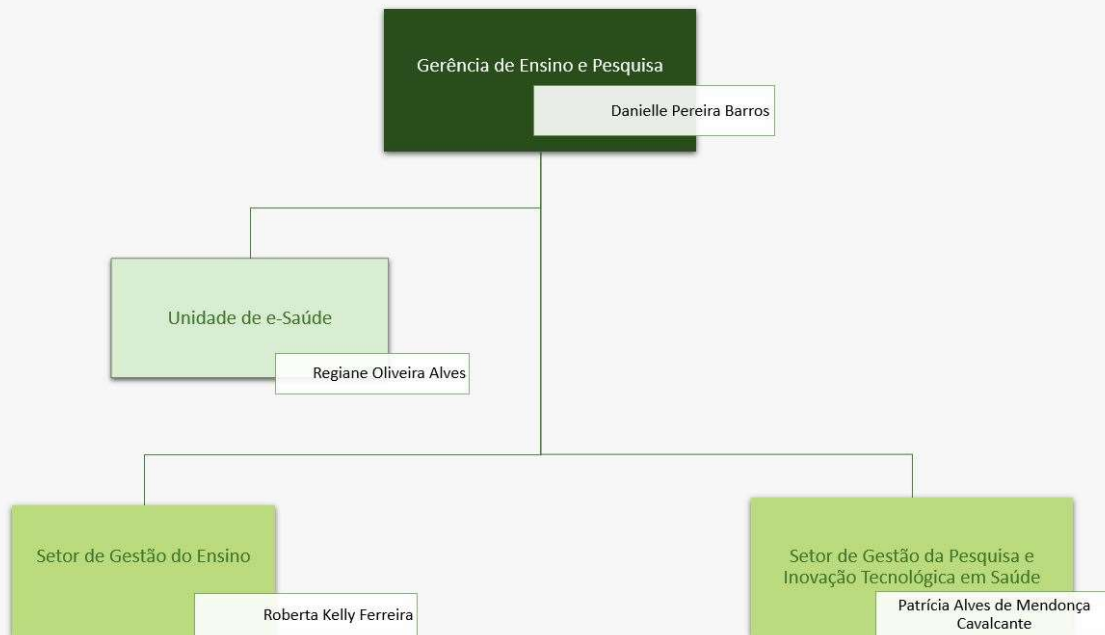 Gerência de Ensino e Pesquisa
Danielle Pereira Barros
Unidade de e-Saúde
Regiane Oliveira Alves
Setor de Gestão do Ensino
Roberta Kelly Ferreira
Setor de Gestão da Pesquisa e
Inovação Tecnológica em Saúde
Patrícia Alves de Mendonça
Cavalcante